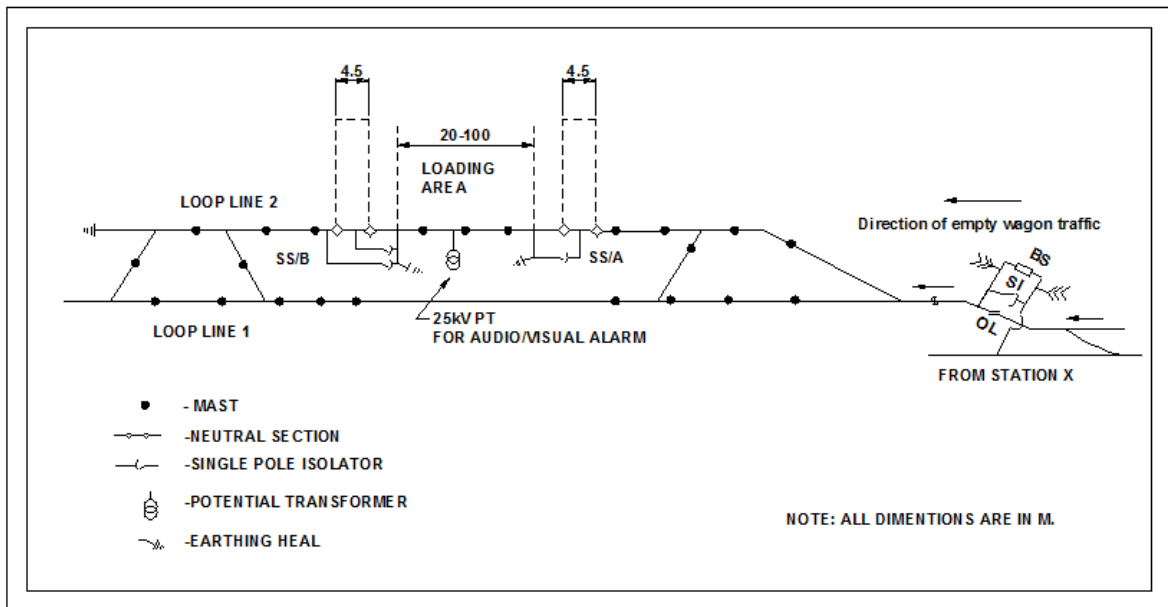 4.5
4.5
20-100
LOADING
AREA
LOOP LINE 2
Direction of empty wagon traffic
SS/B
SS/A
BS
SI
OL
25kV PT
FOR AUDIO/VISUAL ALARM
LOOP LINE 1
FROM STATION X
- MAST
-NEUTRAL SECTION
-SINGLE POLE ISOLATOR
-POTENTIAL TRANSFORMER
-EARTHING HEAL
NOTE: ALL DIMENTIONS ARE IN M.